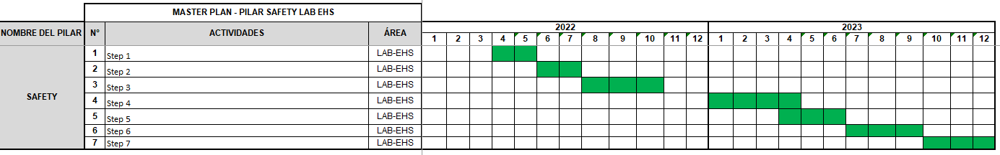 MASTER PLAN - PILAR SAFETY LAB EHS
2022 2023
NOMBRE DEL PILAR N° ACTIVIDADES ÁREA 1 2 3 4 5 6 7 8 9 10 11 12 1 2 3 4 5 6 7 8 9 10 11 12
1 Step 1 LAB-EHS
2 Step 2 LAB-EHS
3 Step 3 LAB-EHS
SAFETY
4 Step 4 LAB-EHS
5 Step 5 LAB-EHS
6 Step 6 LAB-EHS
7 Step 7 LAB-EHS